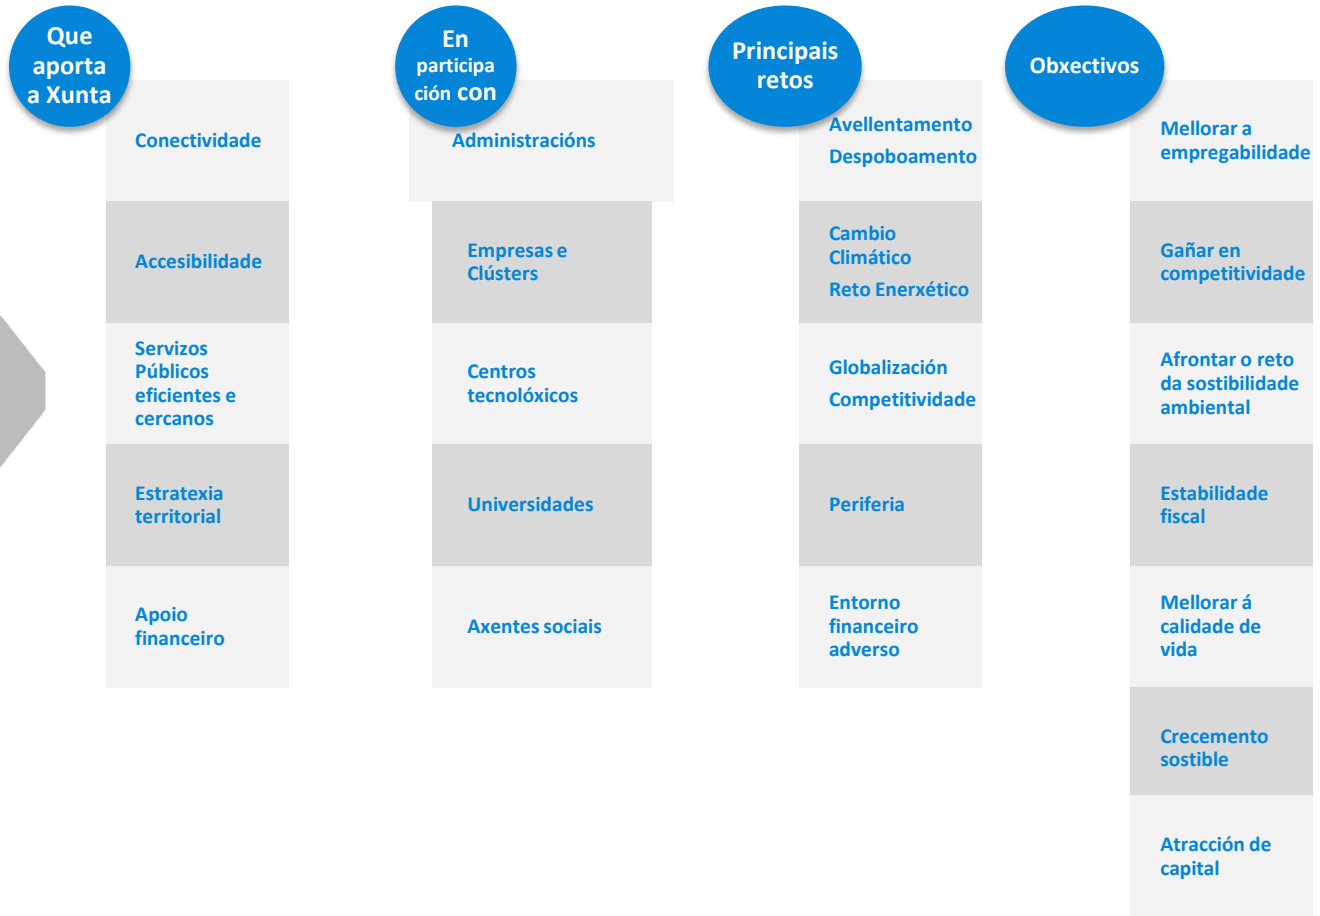 Que
aporta
a Xunta
Conectividade
Accesibilidade
Servizos
Públicos
eficientes e
cercanos
Estratexia
territorial
Apoio
financeiro
En
participa
ción con
Administracións
Empresas e
Clústers
Centros
tecnolóxicos
Universidades
Axentes sociais
Principais
retos
Avellentamento
Despoboamento
Cambio
Climático
Reto Enerxético
Globalización
Competitividade
Periferia
Entorno
financeiro
adverso
Obxectivos
Mellorar a
empregabilidade
Gañar en
competitividade
Afrontar o reto
da sostibilidade
ambiental
Estabilidade
fiscal
Mellorar á
calidade de
vida
Crecemento
sostible
Atracción de
capital